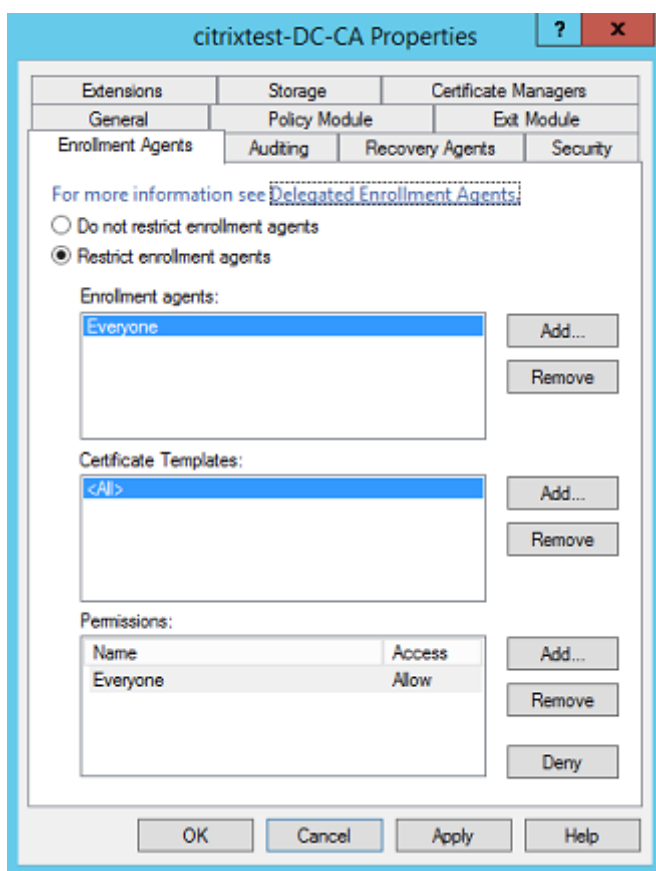 citrixtest-DC-CA Properties ? x
Extensions Storage Certificate Managers
General Policy Module Exit Module
Enrollment Agents Auditing Recovery Agents Security
For more information see Delegated Enrollment Agents.
Do not restrict enrollment agents
Restrict enrollment agents
Enrollment agents:
Everyone
Add...
Remove
Certificate Templates:
<All>
Add...
Remove
Permissions:
Name Access
Everyone Allow
Add...
Remove
Deny
OK Cancel Apply Help